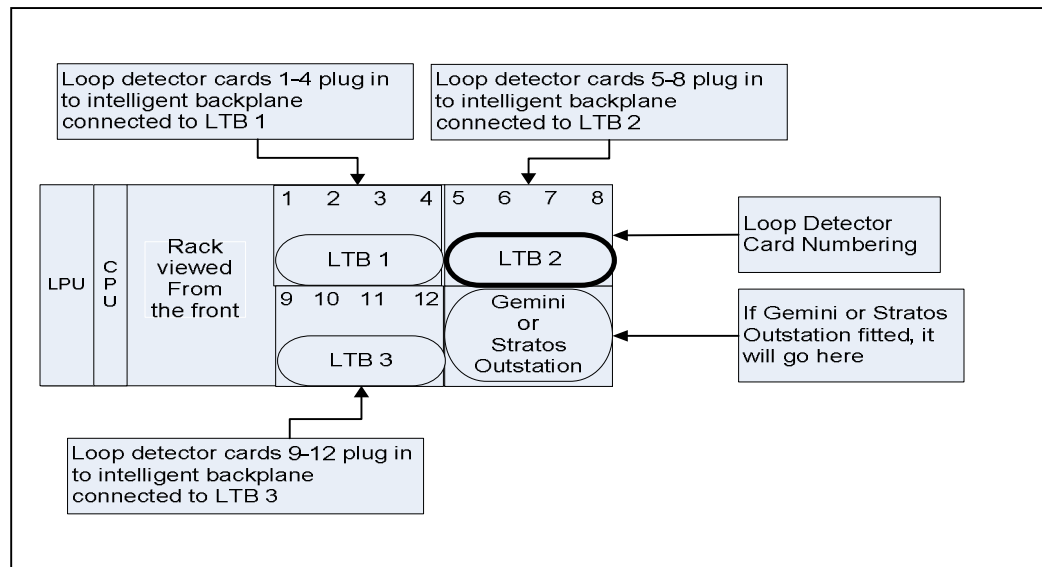 Loop detector cards 1-4 plug in
to intelligent backplane
connected to LTB 1
Loop detector cards 5-8 plug in
to intelligent backplane
connected to LTB 2
LPU
CPU
Rack
viewed
From
the front
1 2 3 4
LTB 1
5 6 7 8
LTB 2
9 10 11 12
LTB 3
Gemini
or
Stratos
Outstation
Loop Detector
Card Numbering
If Gemini or Stratos
Outstation fitted, it
will go here
Loop detector cards 9-12 plug in
to intelligent backplane
connected to LTB 3